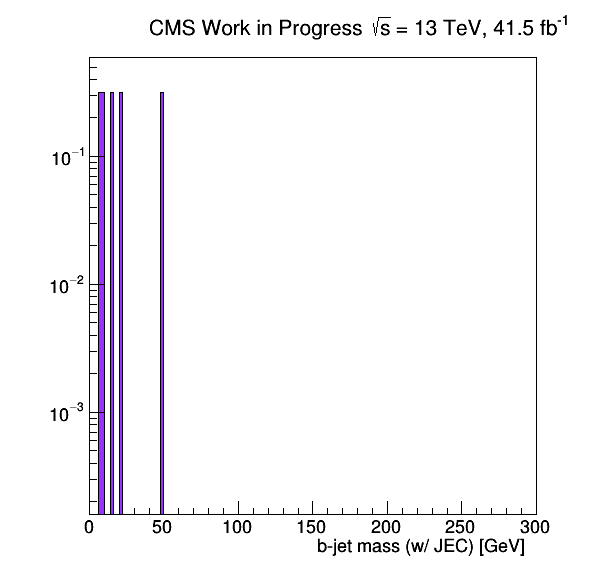 CMS Work in Progress √s = 13 TeV, 41.5 fb⁻¹
10⁻¹
10⁻²
10⁻³
0 50 100 150 200 250 300
b-jet mass (w/ JEC) [GeV]